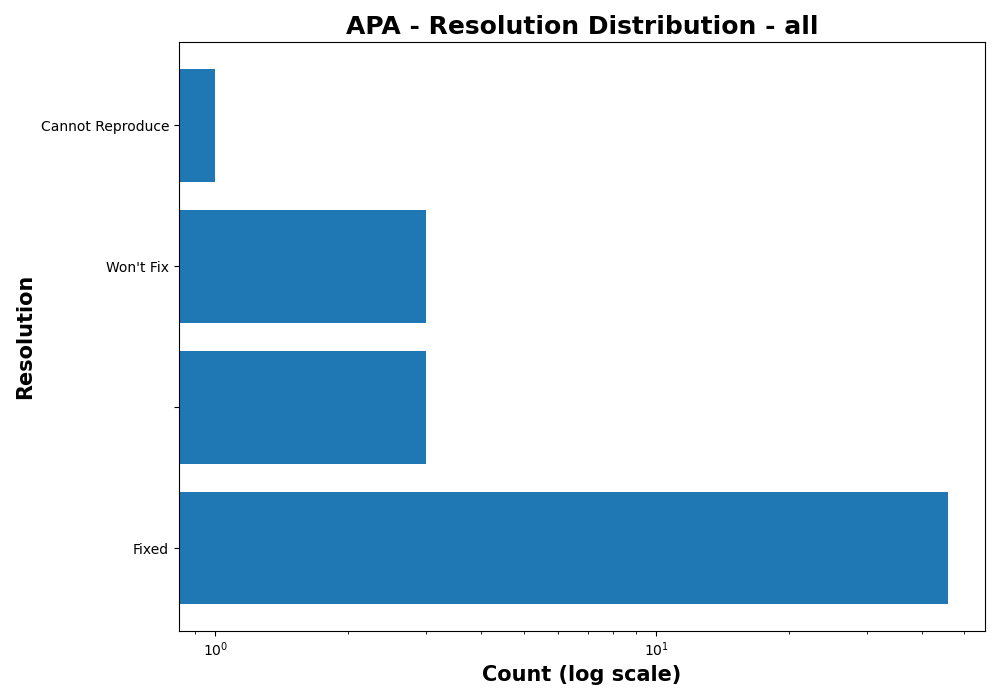 APA - Resolution Distribution - all
Cannot Reproduce
Won't Fix
Fixed
Resolution
10⁰
10¹
Count (log scale)